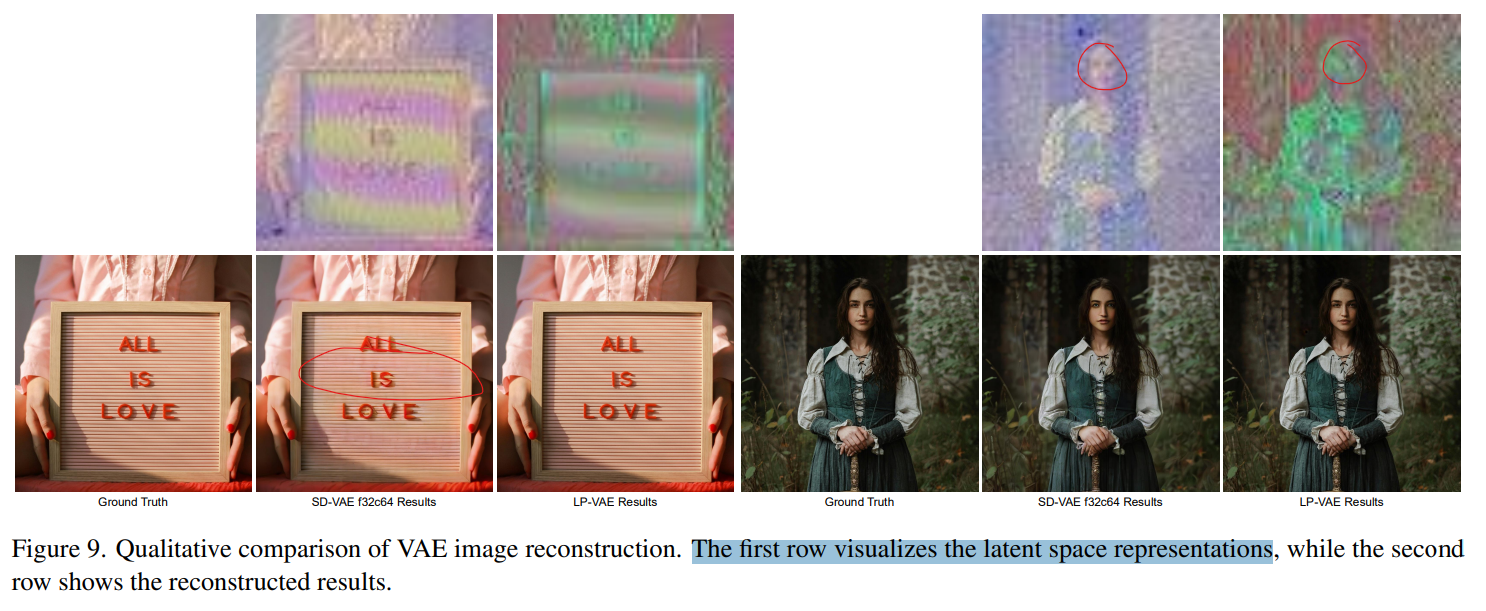 ALL
IS
LOVE
ALL
IS
LOVE
ALL
IS
LOVE
Ground Truth
SD-VAE f32c64 Results
LP-VAE Results
Ground Truth
SD-VAE f32c64 Results
LP-VAE Results
Figure 9. Qualitative comparison of VAE image reconstruction. The first row visualizes the latent space representations, while the second
row shows the reconstructed results.